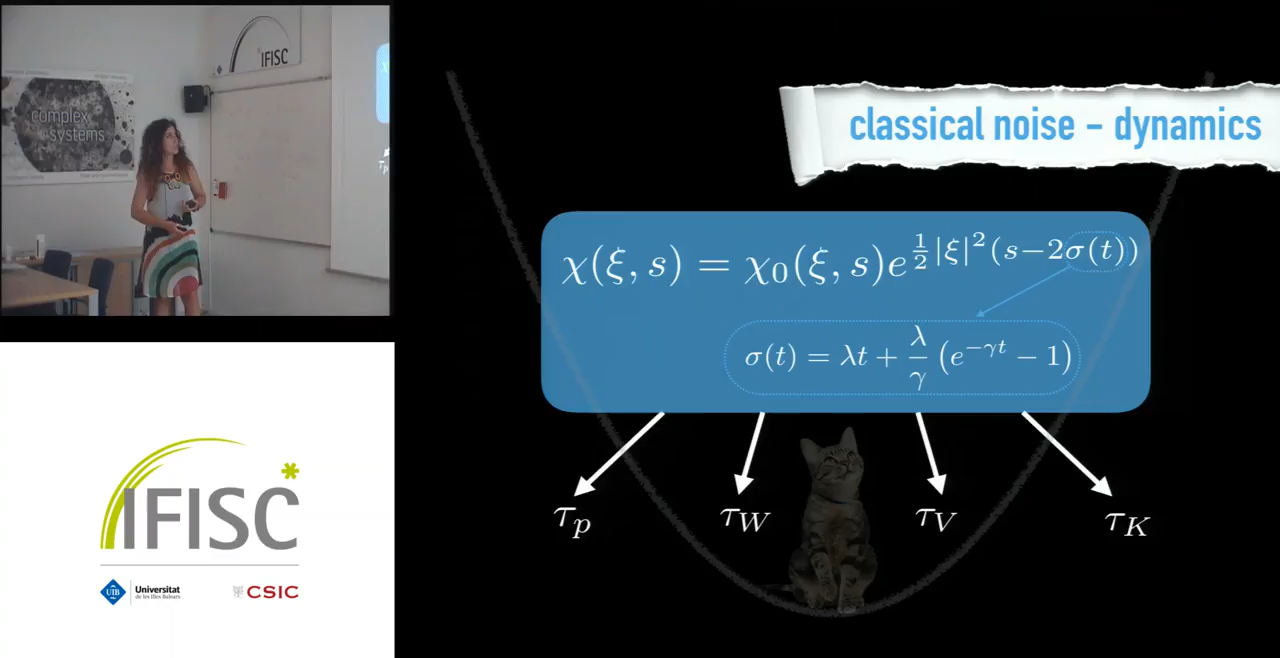 complex
systems
IFISC
classical noise - dynamics
χ(ξ, s) = χ₀(ξ, s)e^{½|ξ|²(s−2σ(t))}
σ(t) = λt + λ/γ (e^{−γt} − 1)
τ_p
τ_W
τ_V
τ_K
IFISC
UIB
Universitat
de les Illes Balears
CSIC